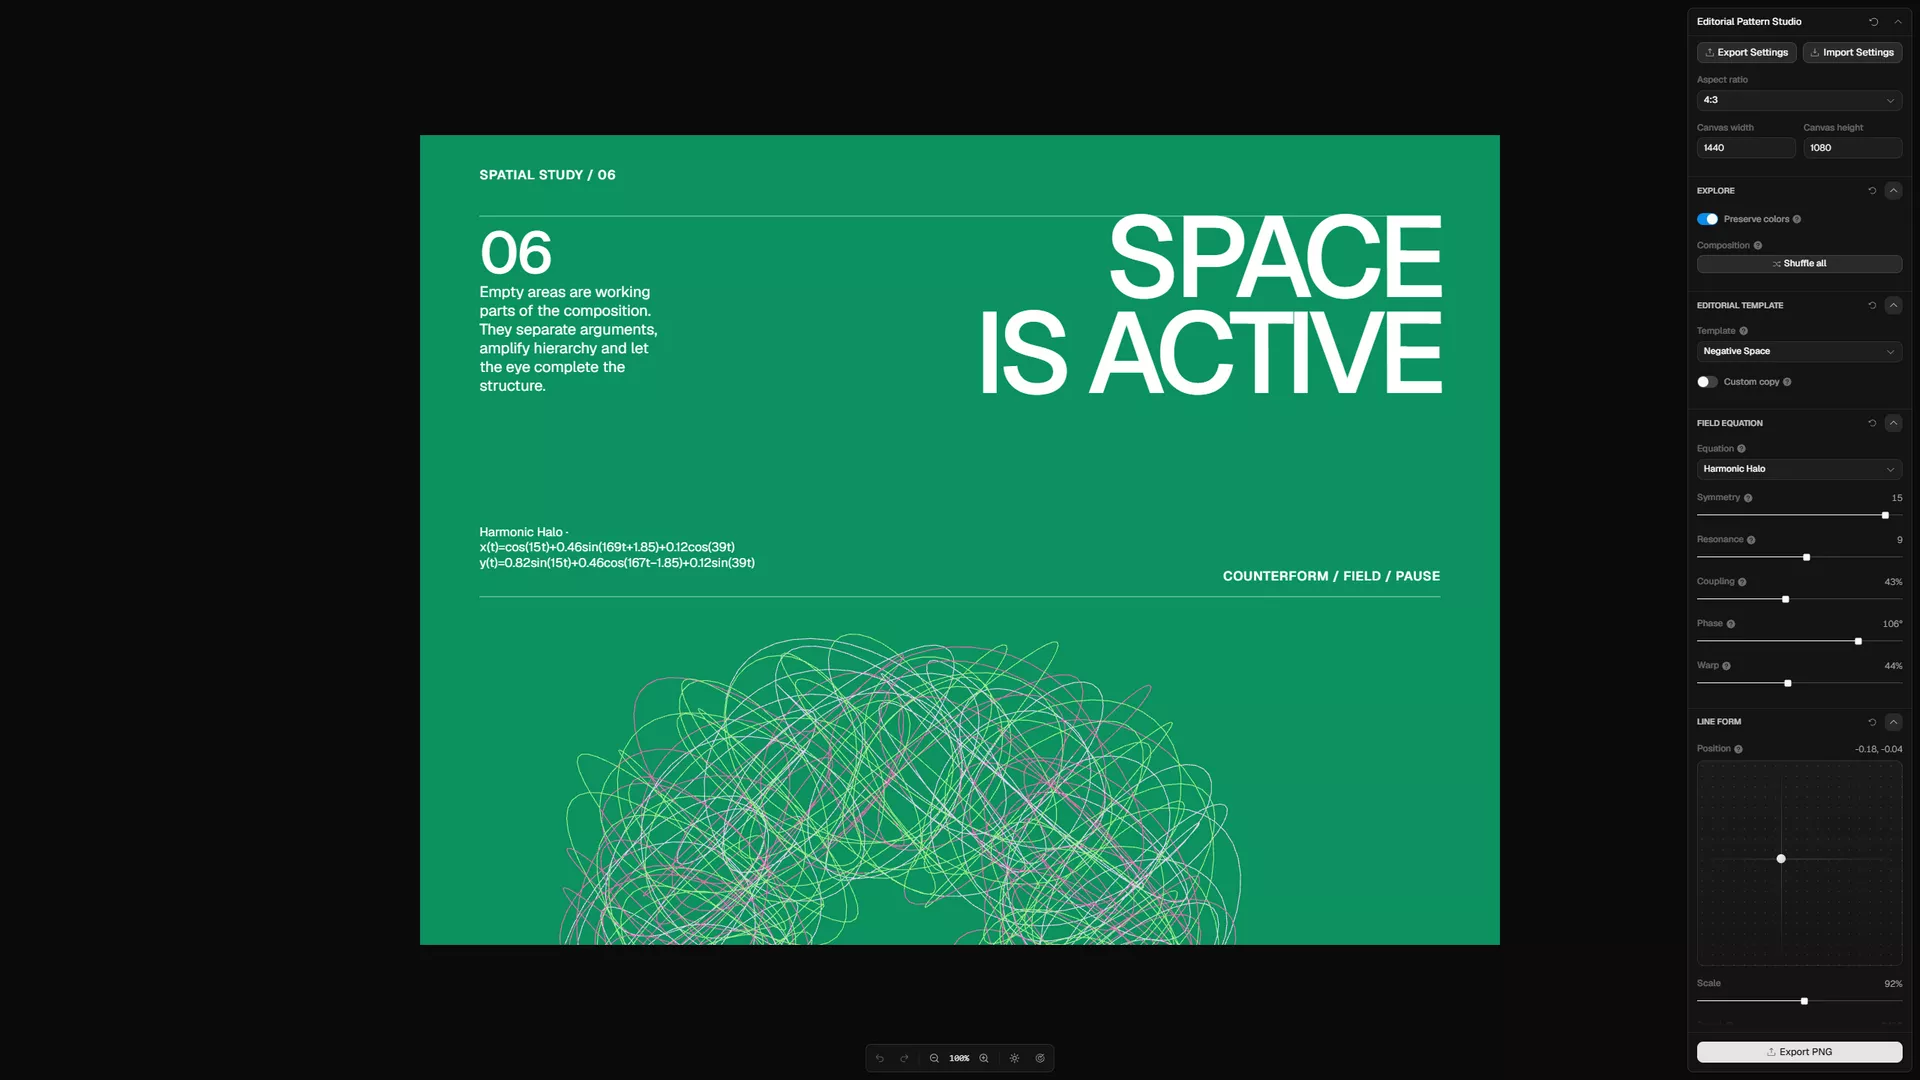 SPATIAL STUDY / 06
06
Empty areas are working
parts of the composition.
They separate arguments,
amplify hierarchy and let
the eye complete the
structure.
SPACE
IS ACTIVE
Harmonic Halo ·
x(t)=cos(15t)+0.46sin(169t+1.85)+0.12cos(39t)
y(t)=0.82sin(15t)+0.46cos(167t−1.85)+0.12sin(39t)
COUNTERFORM / FIELD / PAUSE
100%
Editorial Pattern Studio
Export Settings
Import Settings
Aspect ratio
4:3
Canvas width
Canvas height
1440
1080
EXPLORE
Preserve colors
Composition
Shuffle all
EDITORIAL TEMPLATE
Template
Negative Space
Custom copy
FIELD EQUATION
Equation
Harmonic Halo
Symmetry 15
Resonance 9
Coupling 43%
Phase 106°
Warp 44%
LINE FORM
Position -0.18, -0.04
Scale 92%
Export PNG